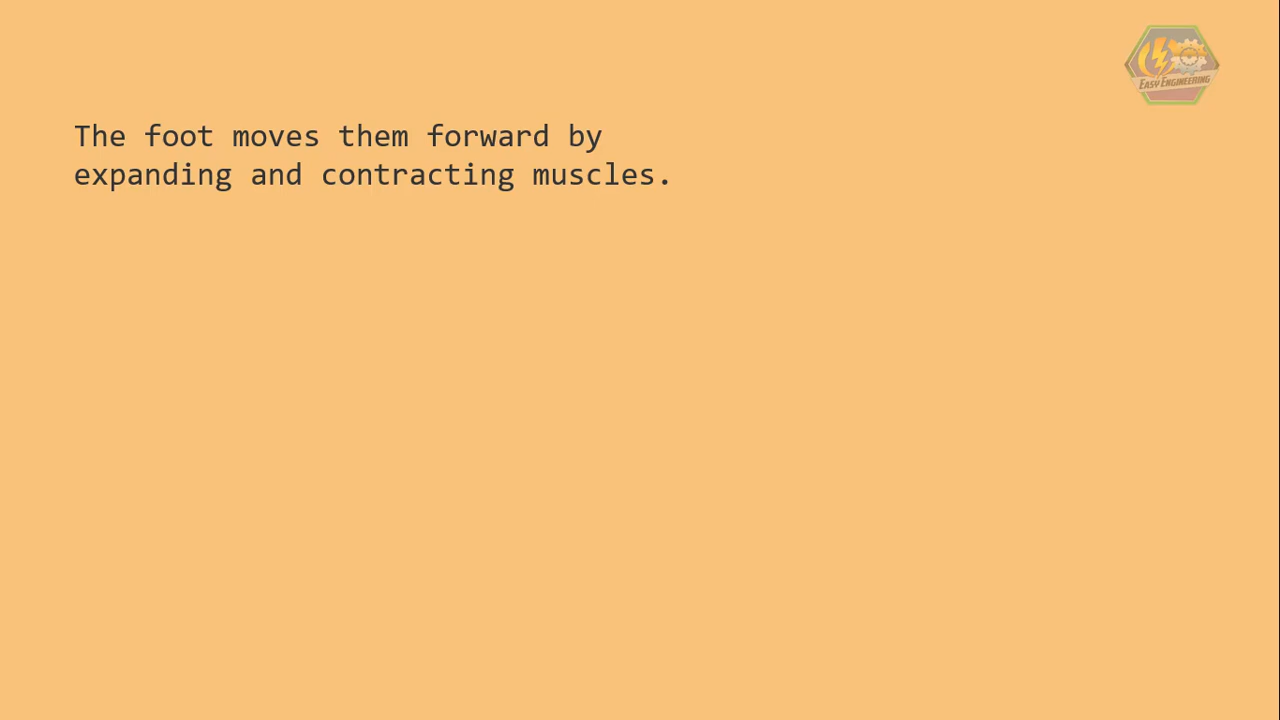 EASY ENGINEERING
The foot moves them forward by
expanding and contracting muscles.